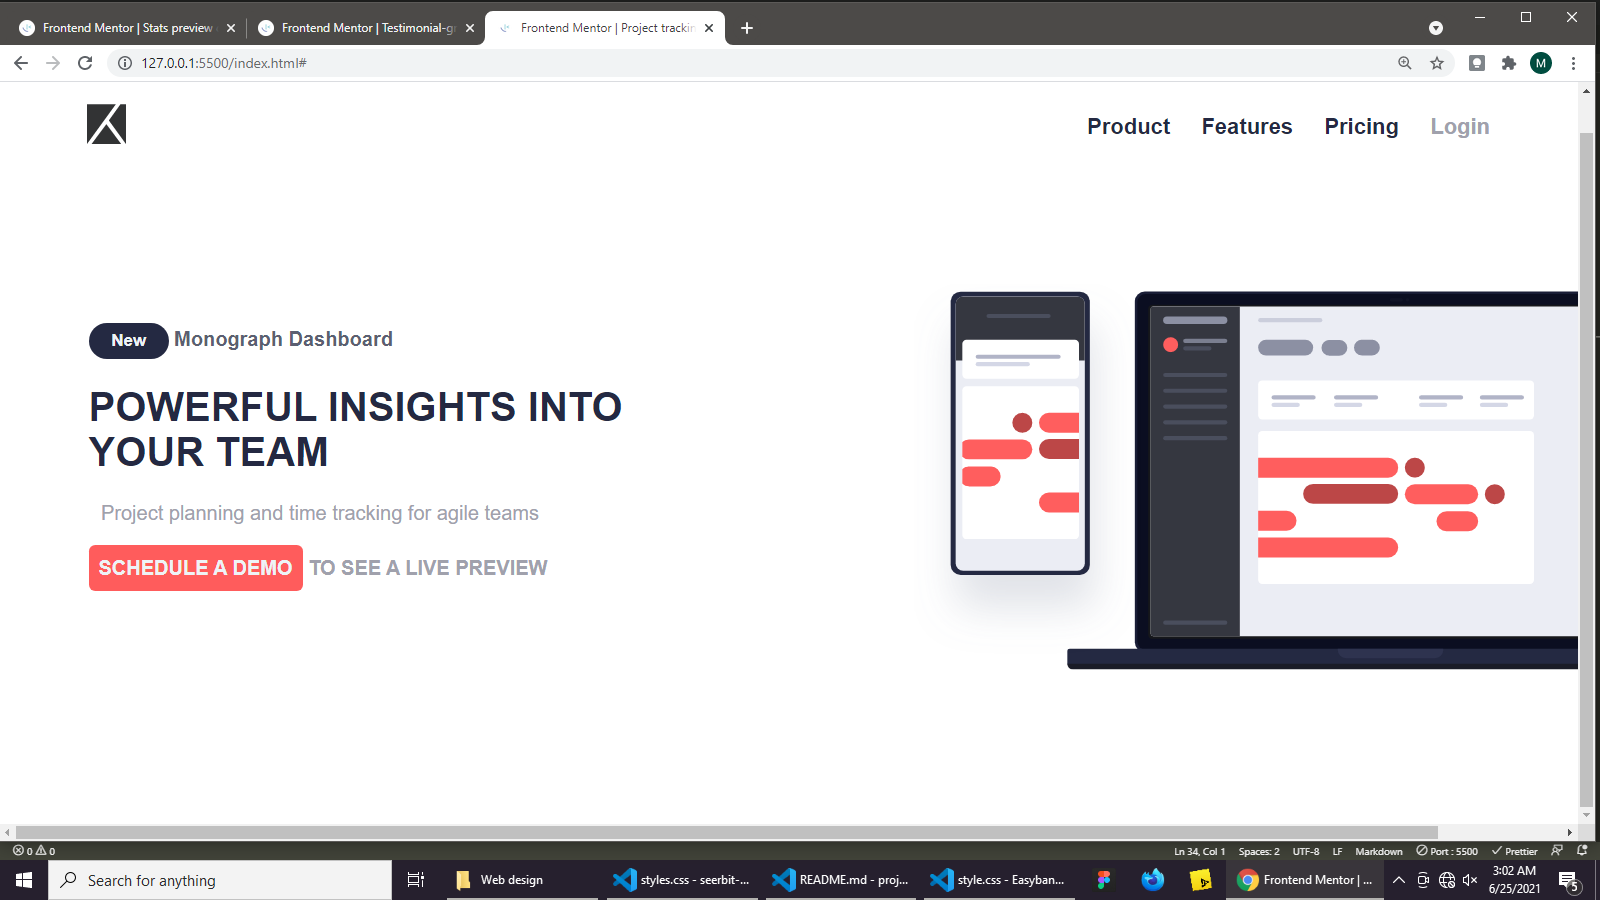 Frontend Mentor | Stats preview
Frontend Mentor | Testimonial-gr
Frontend Mentor | Project trackin
127.0.0.1:5500/index.html#
M
Product Features Pricing Login
New Monograph Dashboard
POWERFUL INSIGHTS INTO
YOUR TEAM
Project planning and time tracking for agile teams
SCHEDULE A DEMO TO SEE A LIVE PREVIEW
0 0 Ln 34, Col 1 Spaces: 2 UTF-8 LF Markdown Port : 5500 Prettier
Search for anything
Web design
styles.css - seerbit-...
README.md - proj...
style.css - Easyban...
Frontend Mentor | ...
3:02 AM
6/25/2021
5